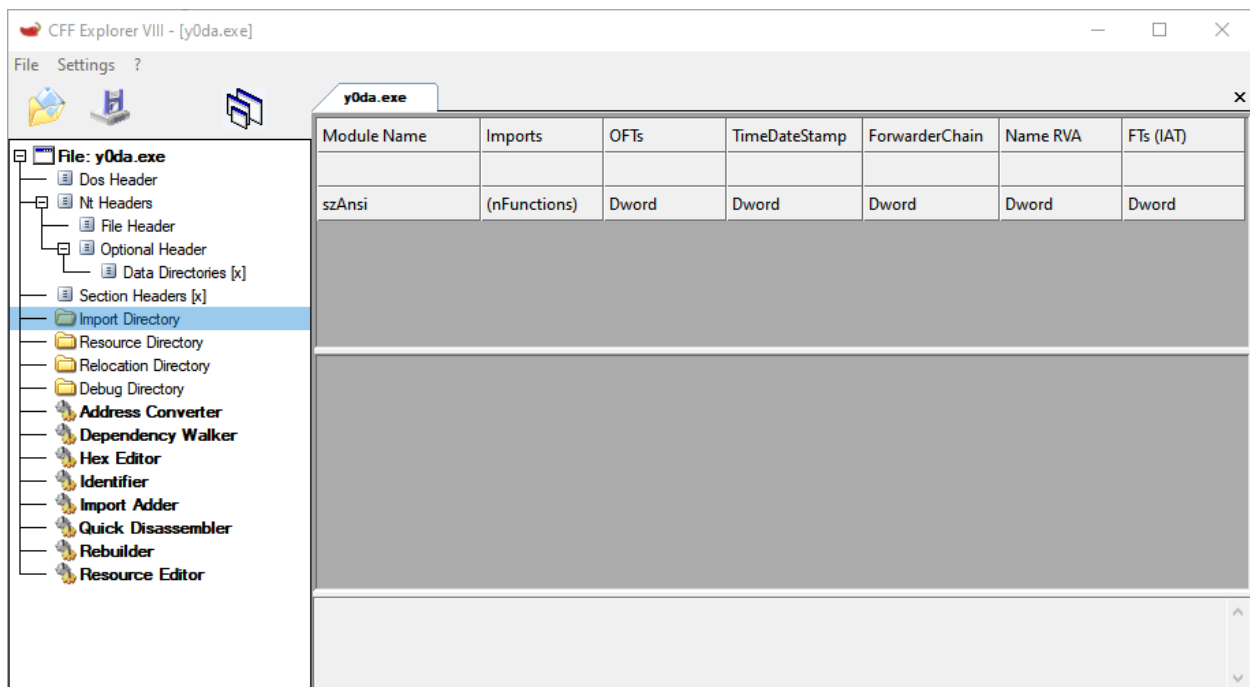 CFF Explorer VIII - [y0da.exe]
File Settings ?
y0da.exe
File: y0da.exe
Dos Header
Nt Headers
File Header
Optional Header
Data Directories [x]
Section Headers [x]
Import Directory
Resource Directory
Relocation Directory
Debug Directory
Address Converter
Dependency Walker
Hex Editor
Identifier
Import Adder
Quick Disassembler
Rebuilder
Resource Editor
Module Name Imports OFTs TimeDateStamp ForwarderChain Name RVA FTs (IAT)
szAnsi (nFunctions) Dword Dword Dword Dword Dword